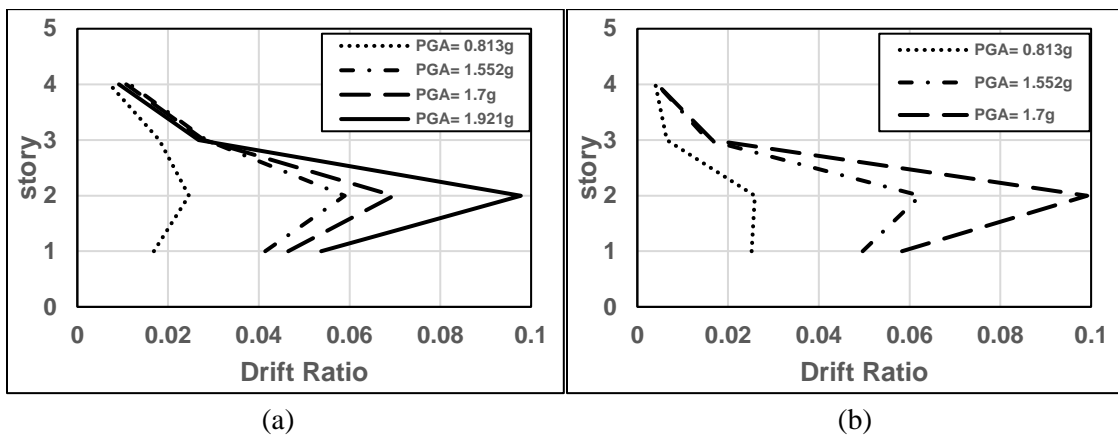 5
4
3
2
1
0
story
0
0.02
0.04
0.06
0.08
0.1
Drift Ratio
PGA= 0.813g
PGA= 1.552g
PGA= 1.7g
PGA= 1.921g
(a)
5
4
3
2
1
0
story
0
0.02
0.04
0.06
0.08
0.1
Drift Ratio
PGA= 0.813g
PGA= 1.552g
PGA= 1.7g
(b)